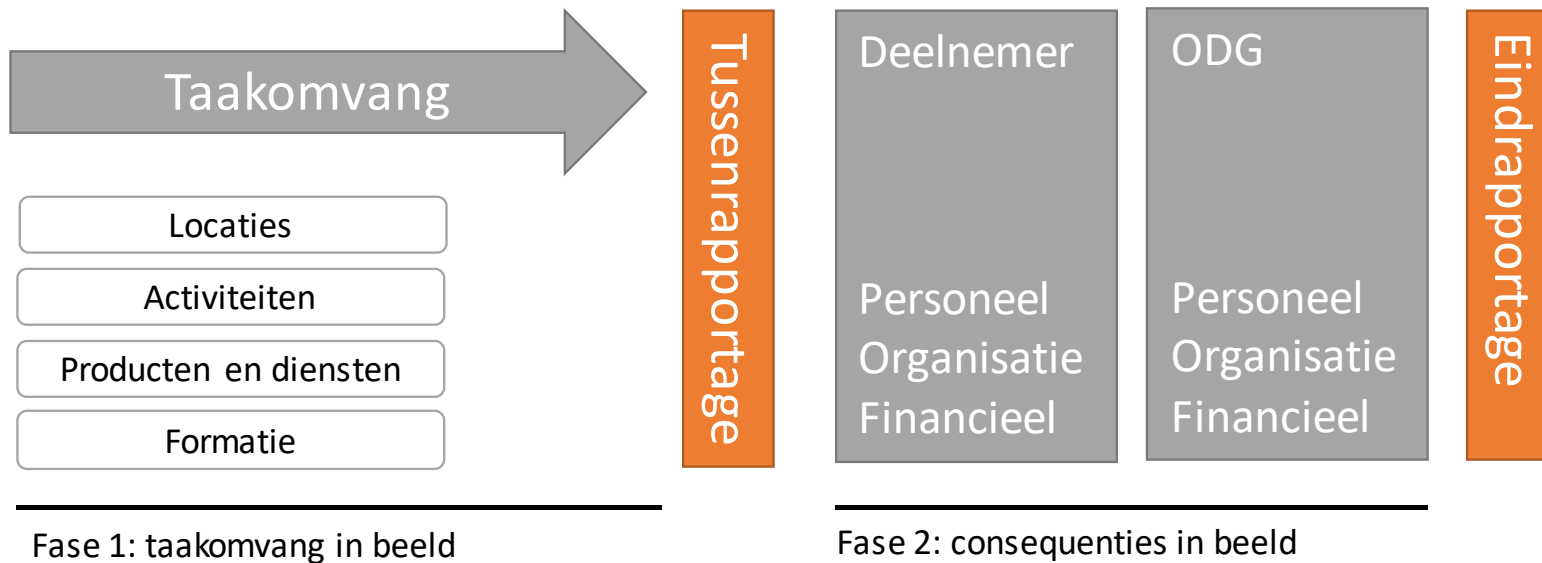 Taakomvang
Locaties
Activiteiten
Producten en diensten
Formatie
Fase 1: taakomvang in beeld
Tussenrapportage
Deelnemer
Personeel
Organisatie
Financieel
ODG
Personeel
Organisatie
Financieel
Fase 2: consequenties in beeld
Eindrapportage